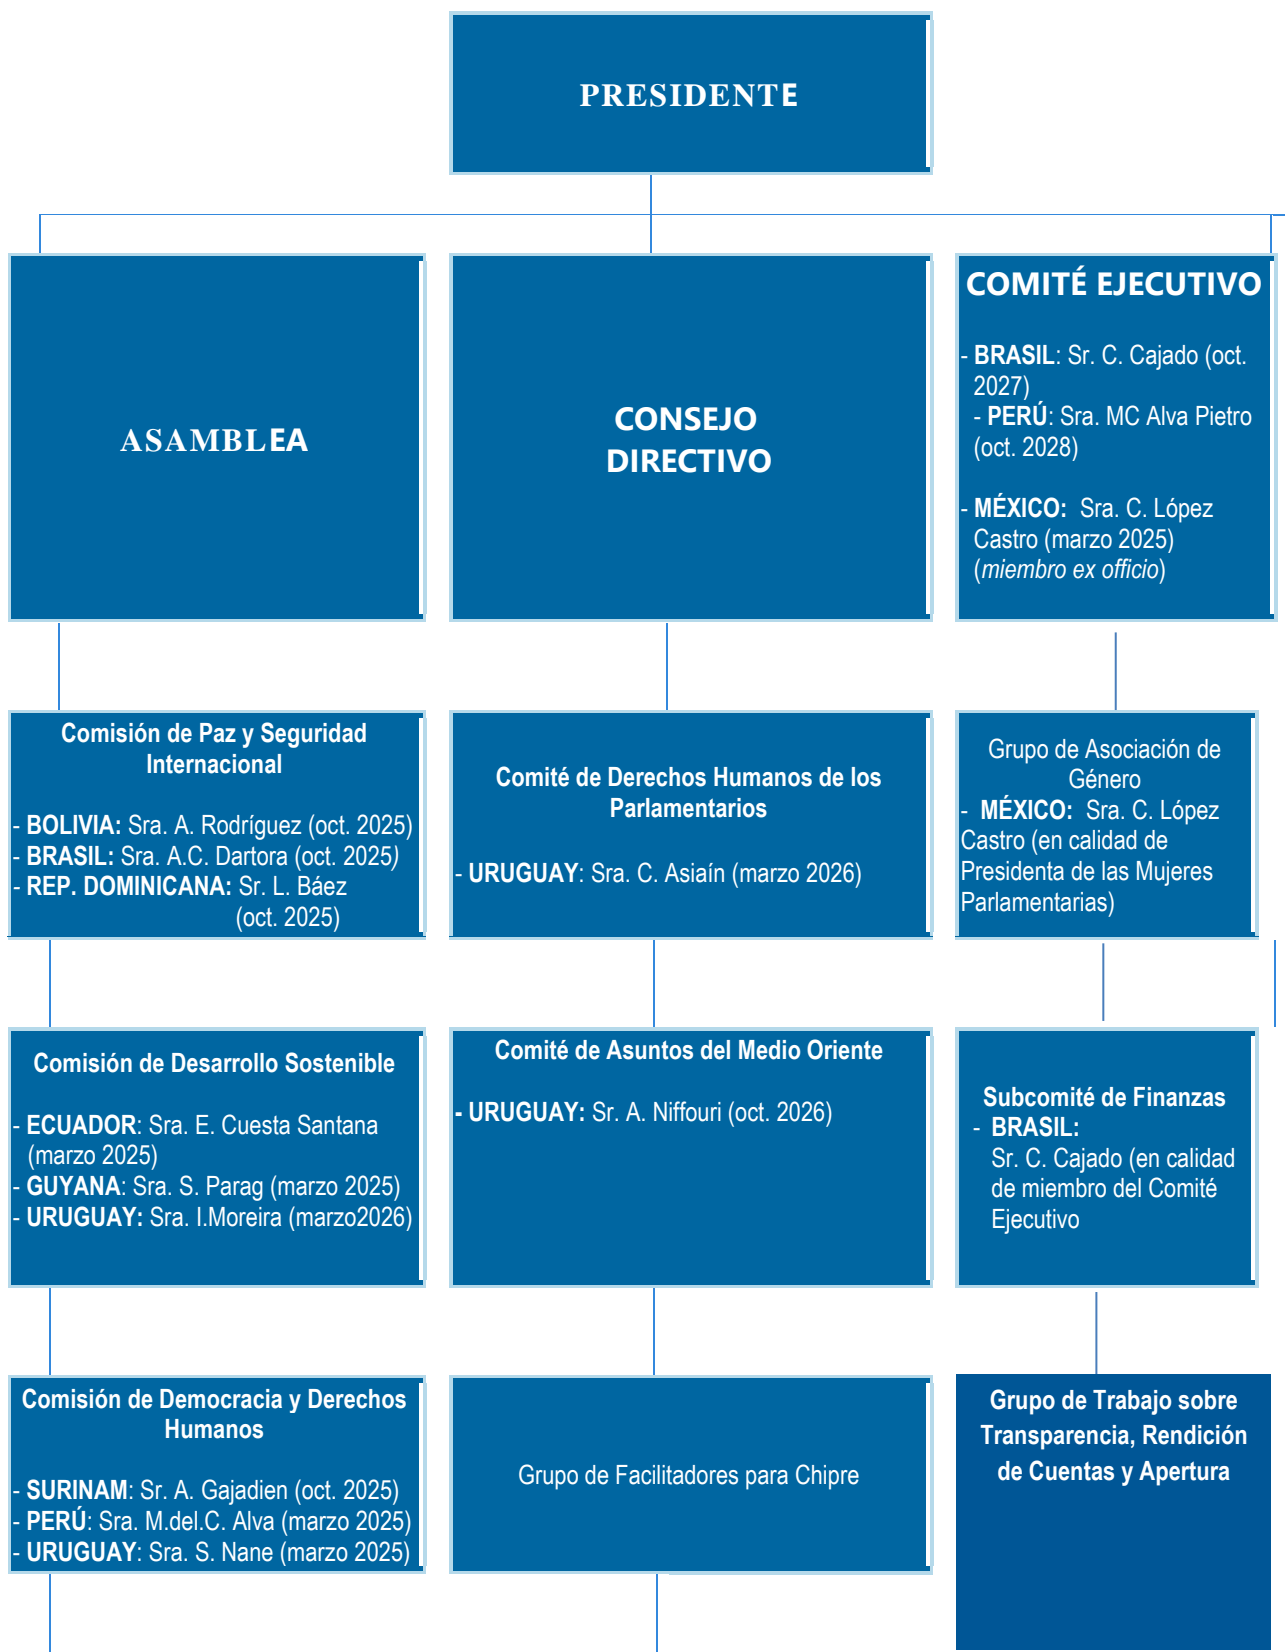 PRESIDENTE
ASAMBLEA
CONSEJO
DIRECTIVO
COMITÉ EJECUTIVO
- BRASIL: Sr. C. Cajado (oct.
2027)
- PERÚ: Sra. MC Alva Pietro
(oct. 2028)
- MÉXICO: Sra. C. López
Castro (marzo 2025)
(miembro ex officio)
Comisión de Paz y Seguridad
Internacional
- BOLIVIA: Sra. A. Rodríguez (oct. 2025)
- BRASIL: Sra. A.C. Dartora (oct. 2025)
- REP. DOMINICANA: Sr. L. Báez
(oct. 2025)
Comité de Derechos Humanos de los
Parlamentarios
- URUGUAY: Sra. C. Asiaín (marzo 2026)
Grupo de Asociación de
Género
- MÉXICO: Sra. C. López
Castro (en calidad de
Presidenta de las Mujeres
Parlamentarias)
Comisión de Desarrollo Sostenible
- ECUADOR: Sra. E. Cuesta Santana
(marzo 2025)
- GUYANA: Sra. S. Parag (marzo 2025)
- URUGUAY: Sra. I.Moreira (marzo2026)
Comité de Asuntos del Medio Oriente
- URUGUAY: Sr. A. Niffouri (oct. 2026)
Subcomité de Finanzas
- BRASIL:
Sr. C. Cajado (en calidad
de miembro del Comité
Ejecutivo
Comisión de Democracia y Derechos
Humanos
- SURINAM: Sr. A. Gajadien (oct. 2025)
- PERÚ: Sra. M.del.C. Alva (marzo 2025)
- URUGUAY: Sra. S. Nane (marzo 2025)
Grupo de Facilitadores para Chipre
Grupo de Trabajo sobre
Transparencia, Rendición
de Cuentas y Apertura